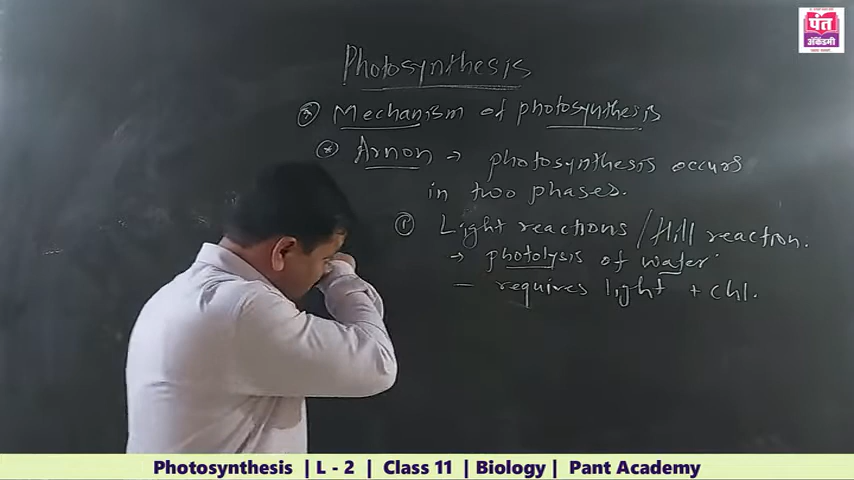 पंत
अ‍ॅकॅडमी
Photosynthesis
* Mechanism of photosynthesis
* Arnon → photosynthesis occurs
in two phases.
① Light reactions / Hill reaction.
→ photolysis of water.
— requires light + chl.
Photosynthesis | L - 2 | Class 11 | Biology | Pant Academy